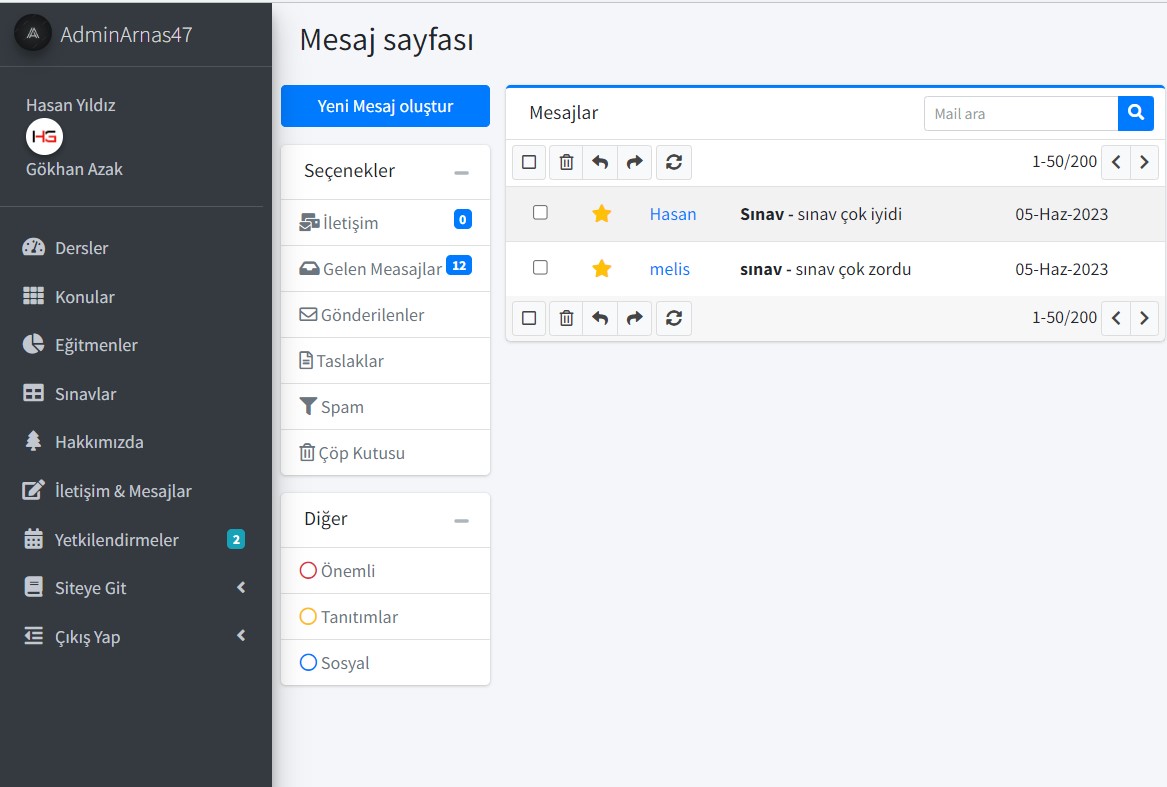 AdminArnas47
Hasan Yıldız
HG
Gökhan Azak
Dersler
Konular
Eğitmenler
Sınavlar
Hakkımızda
İletişim & Mesajlar
Yetkilendirmeler 2
Siteye Git
Çıkış Yap
Mesaj sayfası
Yeni Mesaj oluştur
Seçenekler
İletişim 0
Gelen Measajlar 12
Gönderilenler
Taslaklar
Spam
Çöp Kutusu
Diğer
Önemli
Tanıtımlar
Sosyal
Mesajlar
Mail ara
1-50/200
Hasan Sınav - sınav çok iyidi 05-Haz-2023
melis sınav - sınav çok zordu 05-Haz-2023
1-50/200